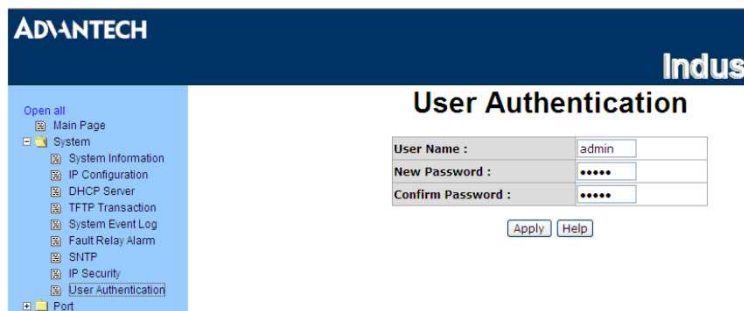 ADVANTECH
Indus
Open all
Main Page
System
System Information
IP Configuration
DHCP Server
TFTP Transaction
System Event Log
Fault Relay Alarm
SNTP
IP Security
User Authentication
Port
User Authentication
User Name : admin
New Password : •••••
Confirm Password : •••••
Apply Help